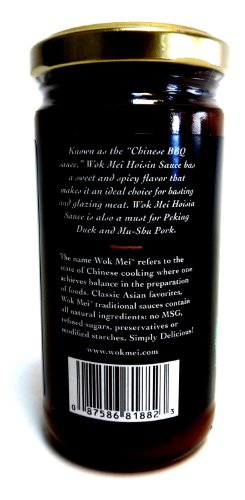 Known as the "Chinese BBQ
sauce," Wok Mei Hoisin Sauce has
a sweet and spicy flavor that
makes it an ideal choice for basting
and glazing meat. Wok Mei Hoisin
Sauce is also a must for Peking
Duck and Mu-Shu Pork.
The name Wok Mei™ refers to the
state of Chinese cooking where one
achieves balance in the preparation
of foods. Classic Asian favorites,
Wok Mei™ traditional sauces contain
all natural ingredients: no MSG,
refined sugars, preservatives or
modified starches. Simply Delicious!
www.wokmei.com
0 87586 81882 3